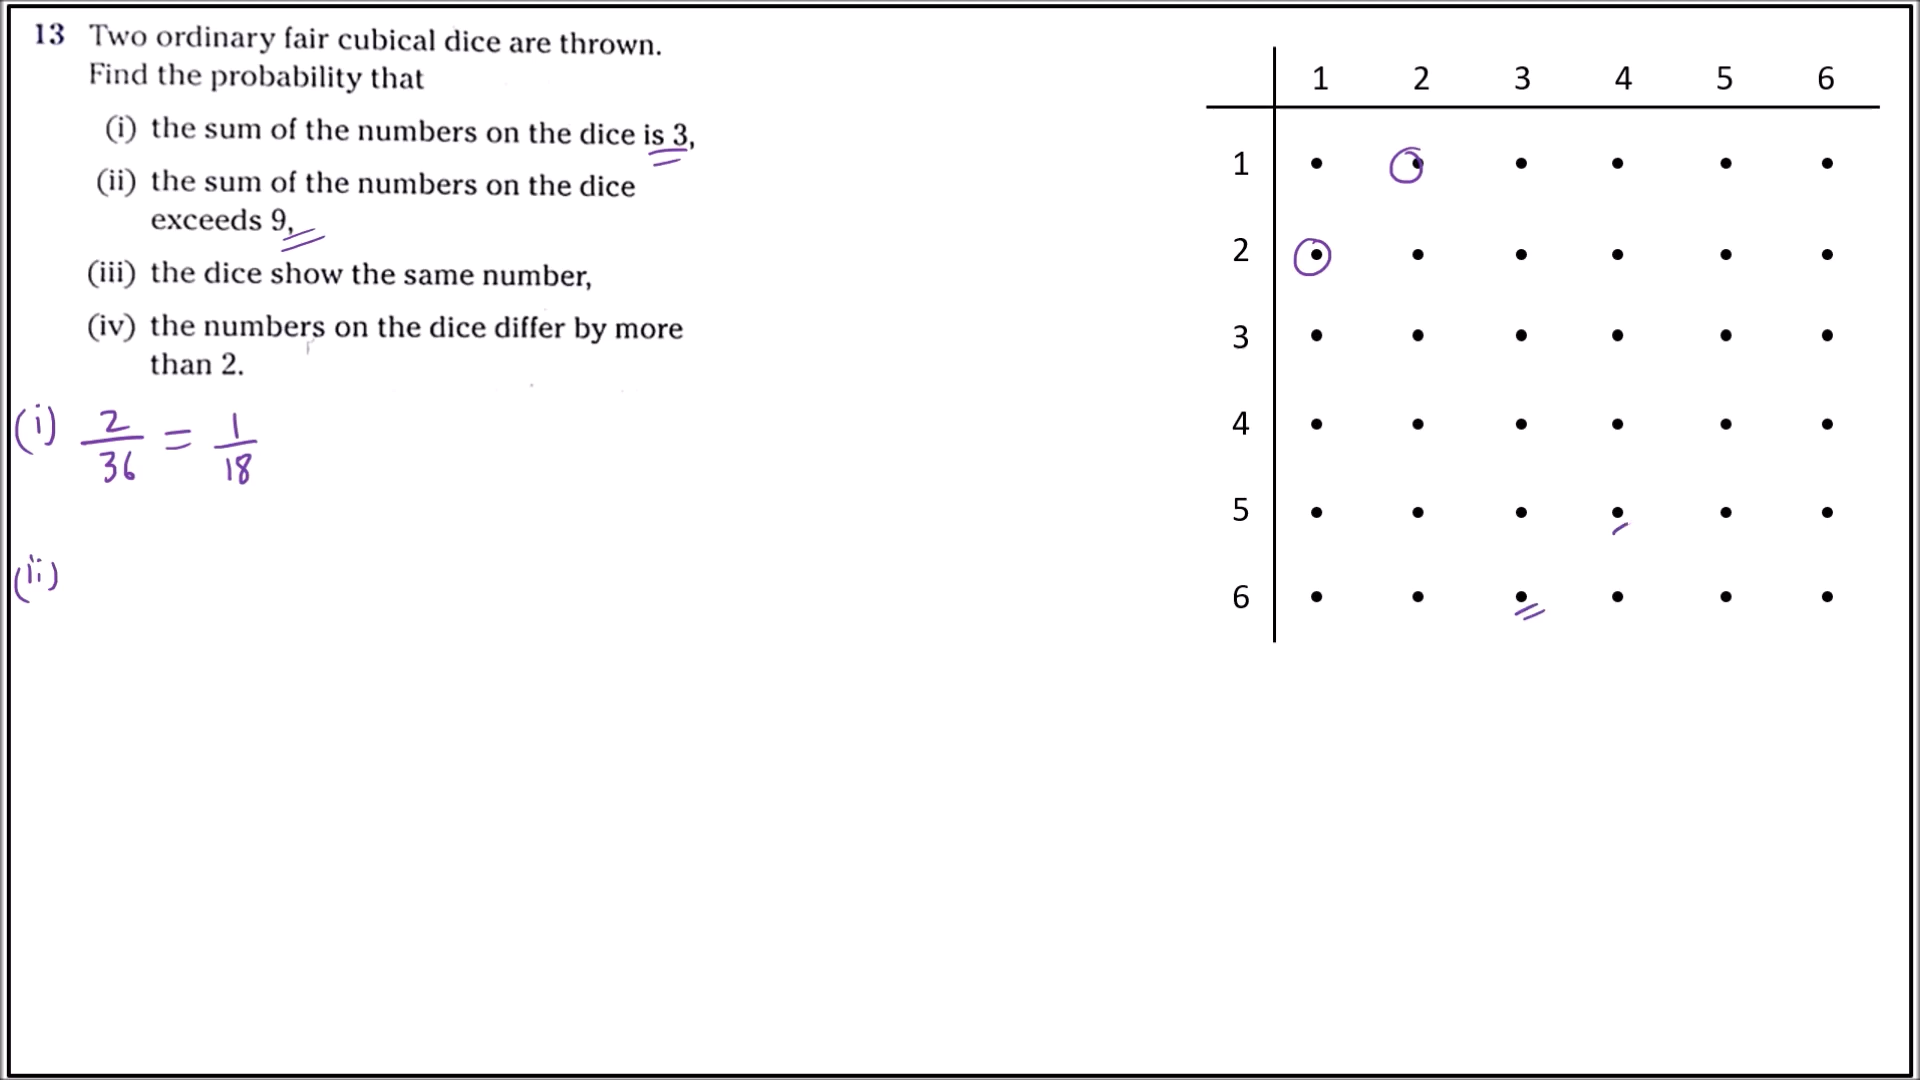 13 Two ordinary fair cubical dice are thrown.
Find the probability that
(i) the sum of the numbers on the dice is 3,
(ii) the sum of the numbers on the dice
exceeds 9,
(iii) the dice show the same number,
(iv) the numbers on the dice differ by more
than 2.
(i) 2/36 = 1/18
(ii)
1 2 3 4 5 6
1
2
3
4
5
6